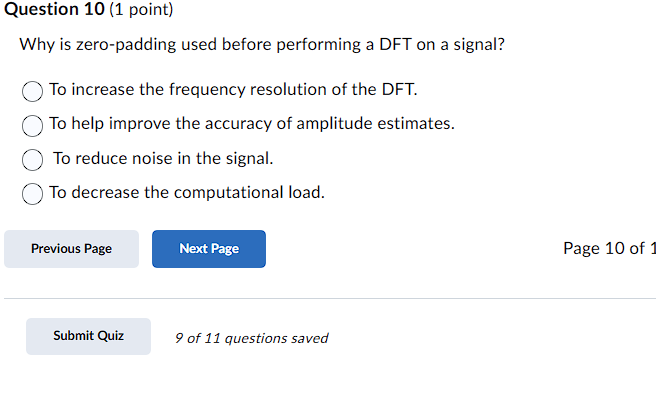 Question 10 (1 point)
Why is zero-padding used before performing a DFT on a signal?
To increase the frequency resolution of the DFT.
To help improve the accuracy of amplitude estimates.
To reduce noise in the signal.
To decrease the computational load.
Previous Page Next Page Page 10 of 1
Submit Quiz 9 of 11 questions saved